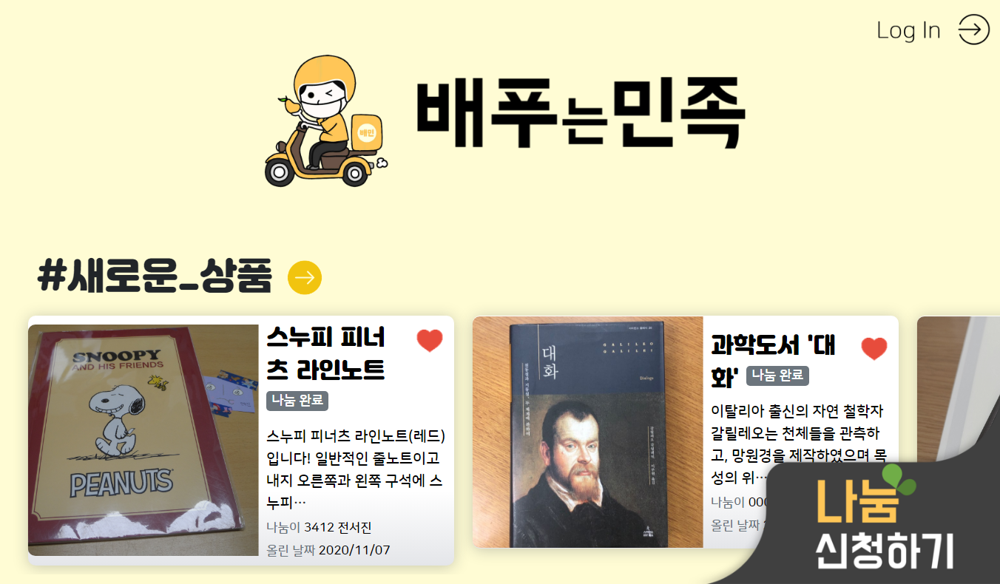 Log In
배푸는민족
배민
#새로운_상품
SNOOPY
AND HIS FRIENDS
PEANUTS
스누피 피너
츠 라인노트
나눔 완료
스누피 피너츠 라인노트(레드)
입니다! 일반적인 줄노트이고
내지 오른쪽과 왼쪽 구석에 스
누피…
나눔이 3412 전서진
올린 날짜 2020/11/07
대화
GALILEO
GALILEI
Dialogo
과학도서 '대
화' 나눔 완료
이탈리아 출신의 자연 철학자
갈릴레오는 천체들을 관측하
고, 망원경을 제작하였으며 목
성의 위…
나눔이 000
올린 날짜
나눔
신청하기